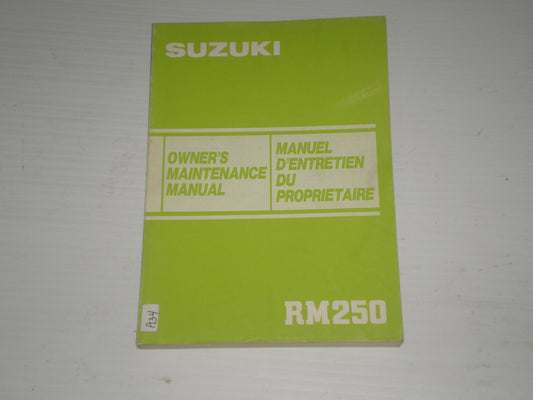 SUZUKI
OWNER'S
MAINTENANCE
MANUAL
MANUEL
D'ENTRETIEN
DU
PROPRIETAIRE
RM250
A34